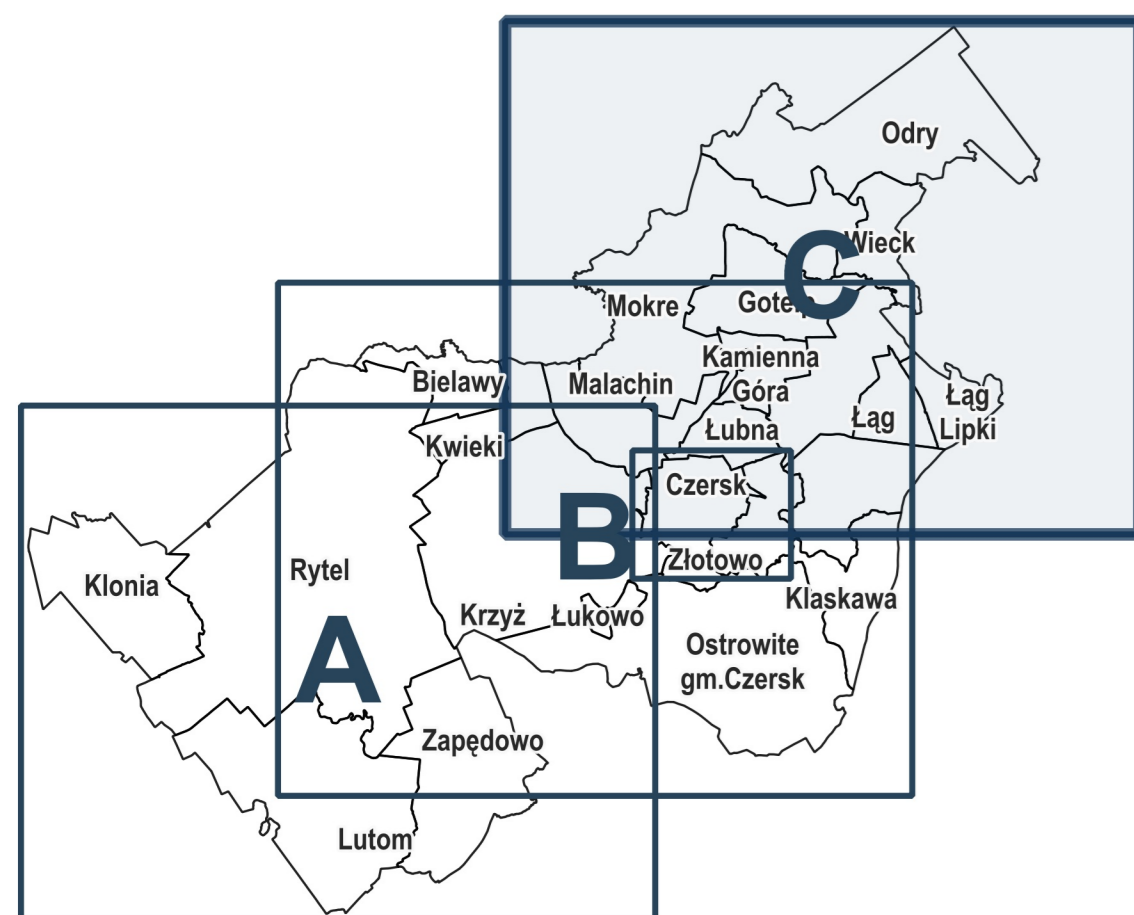 Odry
Wieck
C
Mokre
Gotelp
Kamienna
Góra
Bielawy
Malachin
Łąg
Łąg
Lipki
Kwieki
Łubna
Czersk
B
Klonia
Rytel
Złotowo
Klaskawa
Krzyż
Łukowo
Ostrowite
gm.Czersk
A
Zapędowo
Lutom